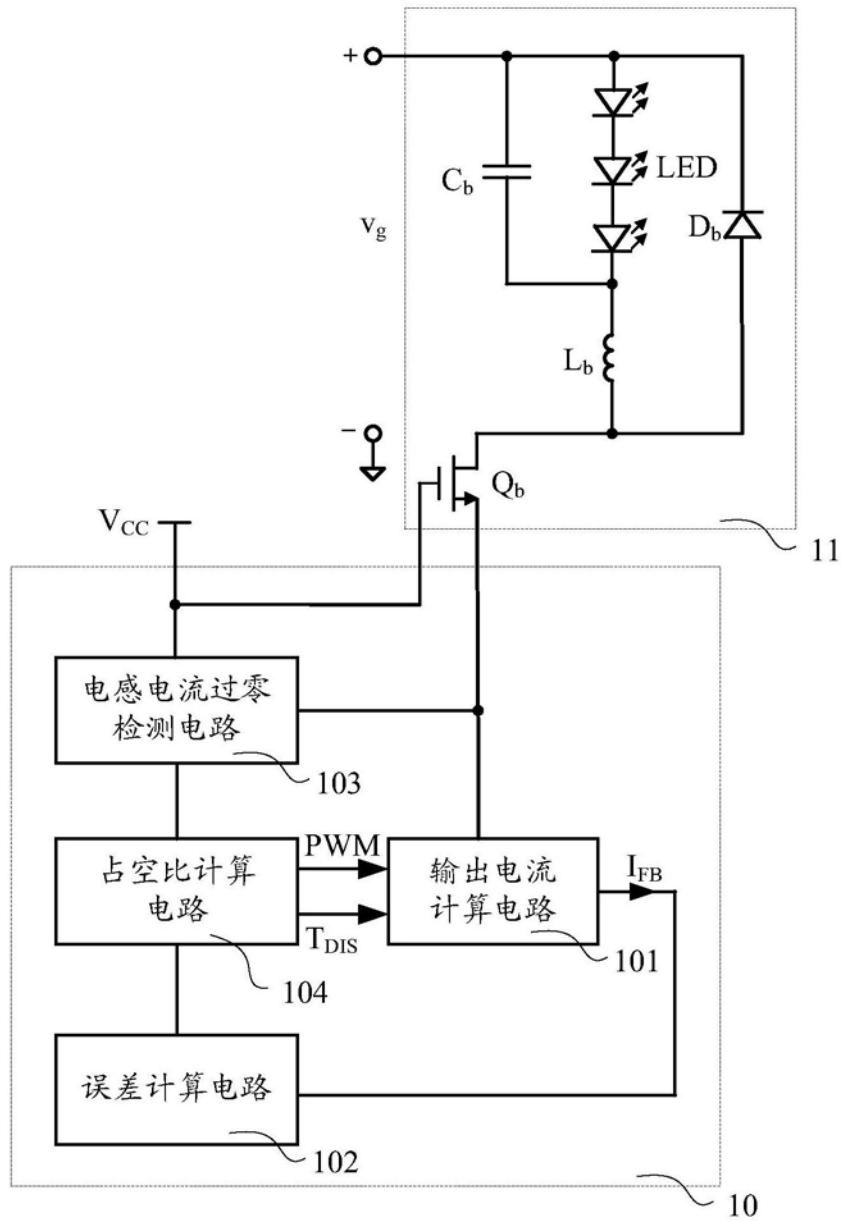 +
C_b
LED
v_g
D_b
L_b
-
Q_b
V_CC
11
电感电流过零
检测电路
103
占空比计算
电路
PWM
T_DIS
104
输出电流
计算电路
I_FB
101
误差计算电路
102
10